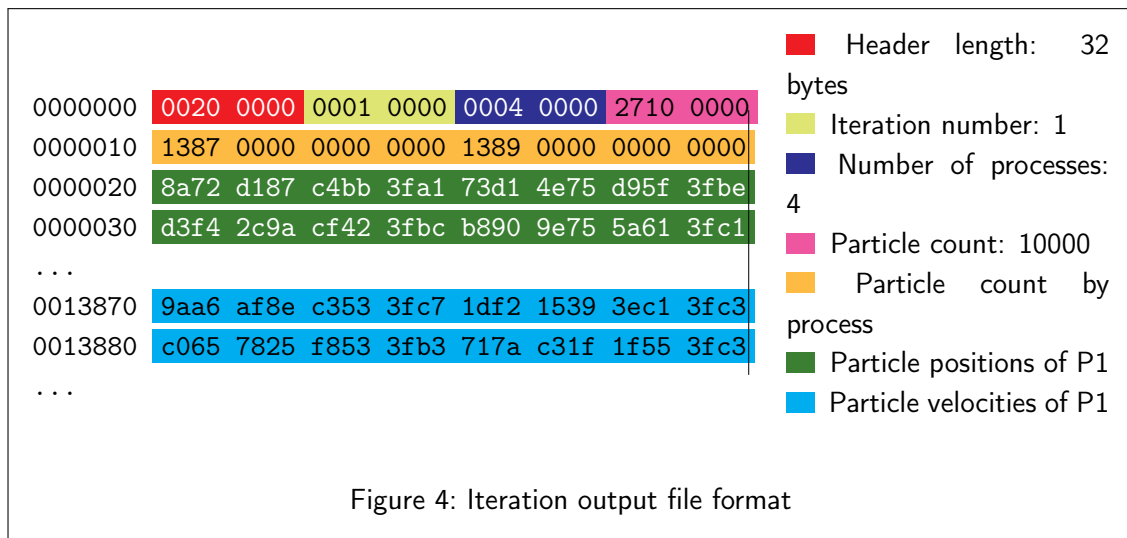 0000000 0020 0000 0001 0000 0004 0000 2710 0000
0000010 1387 0000 0000 0000 1389 0000 0000 0000
0000020 8a72 d187 c4bb 3fa1 73d1 4e75 d95f 3fbe
0000030 d3f4 2c9a cf42 3fbc b890 9e75 5a61 3fc1
...
0013870 9aa6 af8e c353 3fc7 1df2 1539 3ec1 3fc3
0013880 c065 7825 f853 3fb3 717a c31f 1f55 3fc3
...
Header length: 32
bytes
Iteration number: 1
Number of processes:
4
Particle count: 10000
Particle count by
process
Particle positions of P1
Particle velocities of P1
Figure 4: Iteration output file format